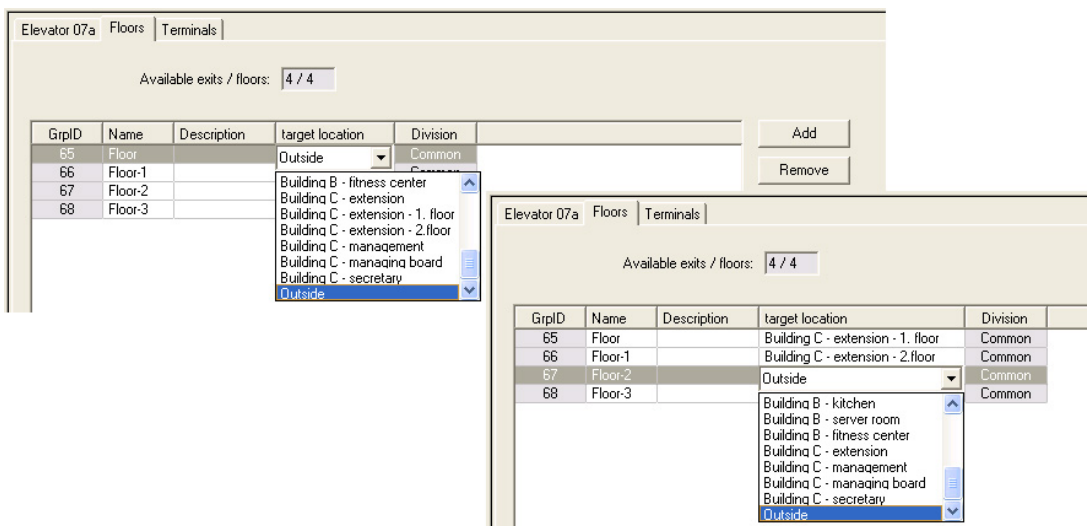 Elevator 07a Floors Terminals
Available exits / floors: 4 / 4
GrpID Name Description target location Division
65 Floor Outside Common
66 Floor-1 Common
67 Floor-2
68 Floor-3
Building B - fitness center
Building C - extension
Building C - extension - 1. floor
Building C - extension - 2.floor
Building C - management
Building C - managing board
Building C - secretary
Outside
Add
Remove
Elevator 07a Floors Terminals
Available exits / floors: 4 / 4
GrpID Name Description target location Division
65 Floor Building C - extension - 1. floor Common
66 Floor-1 Building C - extension - 2.floor Common
67 Floor-2 Outside Common
68 Floor-3 Common
Building B - kitchen
Building B - server room
Building B - fitness center
Building C - extension
Building C - management
Building C - managing board
Building C - secretary
Outside